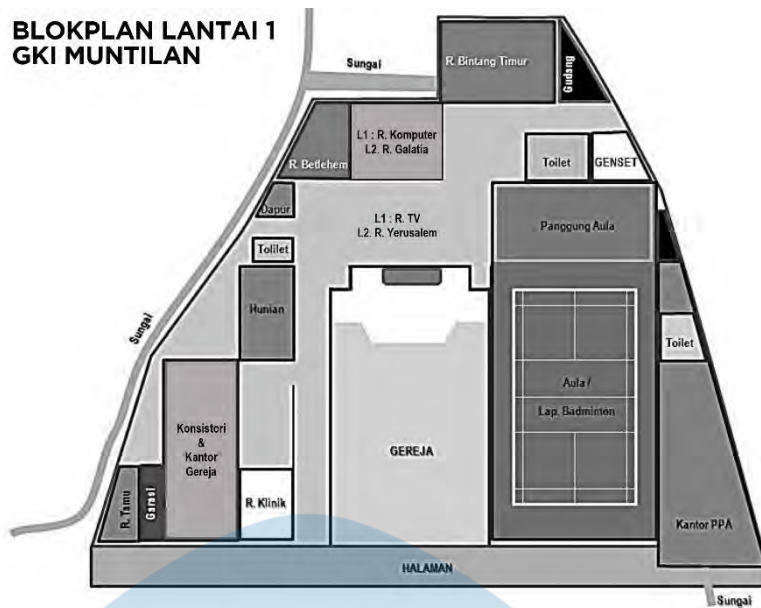 BLOKPLAN LANTAI 1
GKI MUNTILAN
Sungai
R. Bintang Timur
Gudang
L1 : R. Komputer
L2. R. Galatia
R. Betlehem
Toilet
GENSET
Dapur
L1 : R. TV
L2. R. Yerusalem
Panggung Aula
Tolilet
Hunian
Sungai
Toilet
Aula /
Lap. Badminton
Konsistori
&
Kantor
Gereja
GEREJA
R. Tamu
Garasi
R. Klinik
Kantor PPA
HALAMAN
Sungai